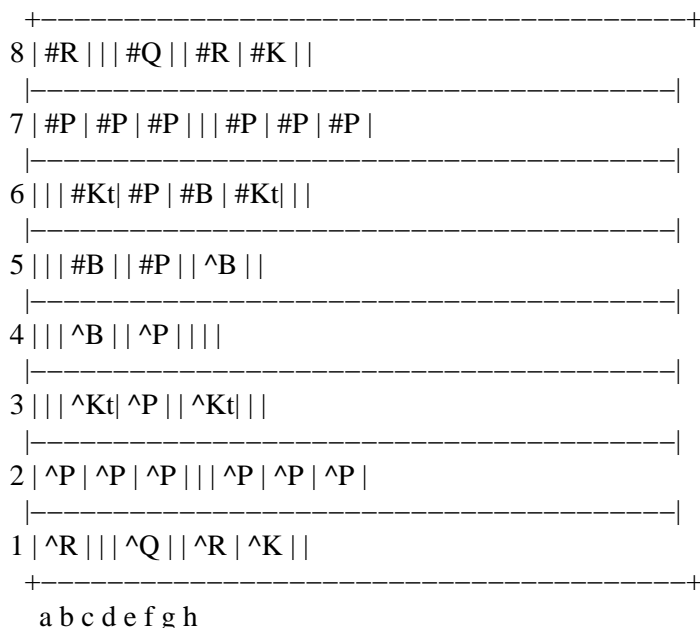 +---------------------------------------+
8 | #R | | | #Q | | #R | #K | |
|---------------------------------------|
7 | #P | #P | #P | | | #P | #P | #P |
|---------------------------------------|
6 | | | #Kt| #P | #B | #Kt| | |
|---------------------------------------|
5 | | | #B | | #P | | ^B | |
|---------------------------------------|
4 | | | ^B | | ^P | | | |
|---------------------------------------|
3 | | | ^Kt| ^P | | ^Kt| | |
|---------------------------------------|
2 | ^P | ^P | ^P | | | ^P | ^P | ^P |
|---------------------------------------|
1 | ^R | | | ^Q | | ^R | ^K | |
+---------------------------------------+
a b c d e f g h